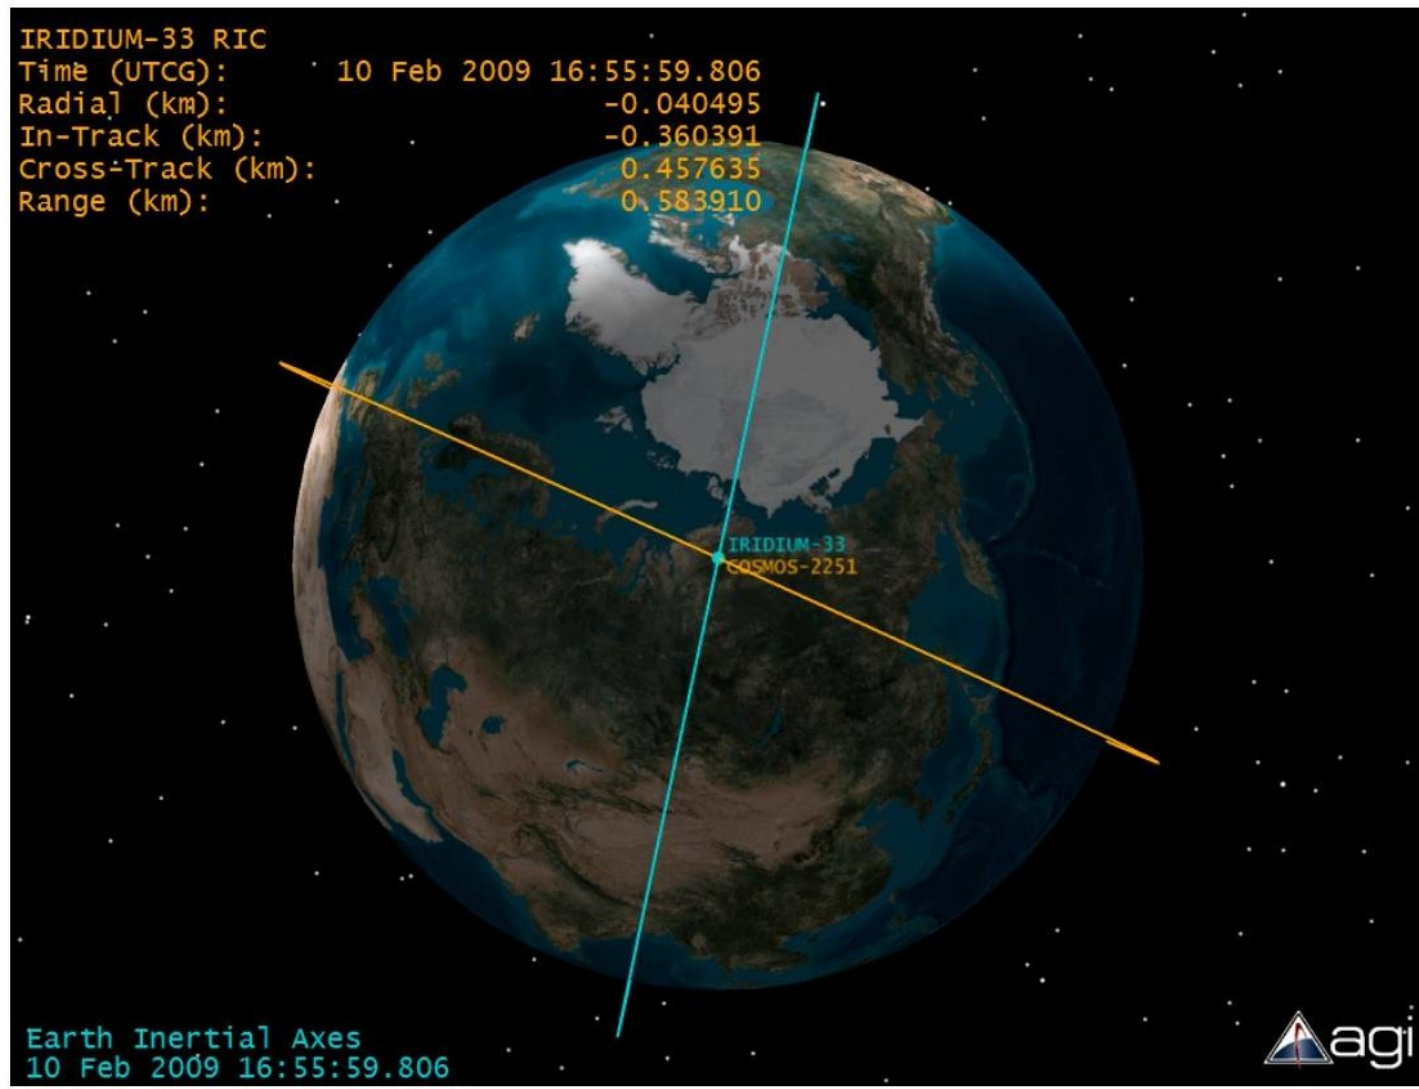 IRIDIUM-33 RIC
Time (UTCG): 10 Feb 2009 16:55:59.806
Radial (km): -0.040495
In-Track (km): -0.360391
Cross-Track (km): 0.457635
Range (km): 0.583910
IRIDIUM-33
COSMOS-2251
Earth Inertial Axes
10 Feb 2009 16:55:59.806
agi